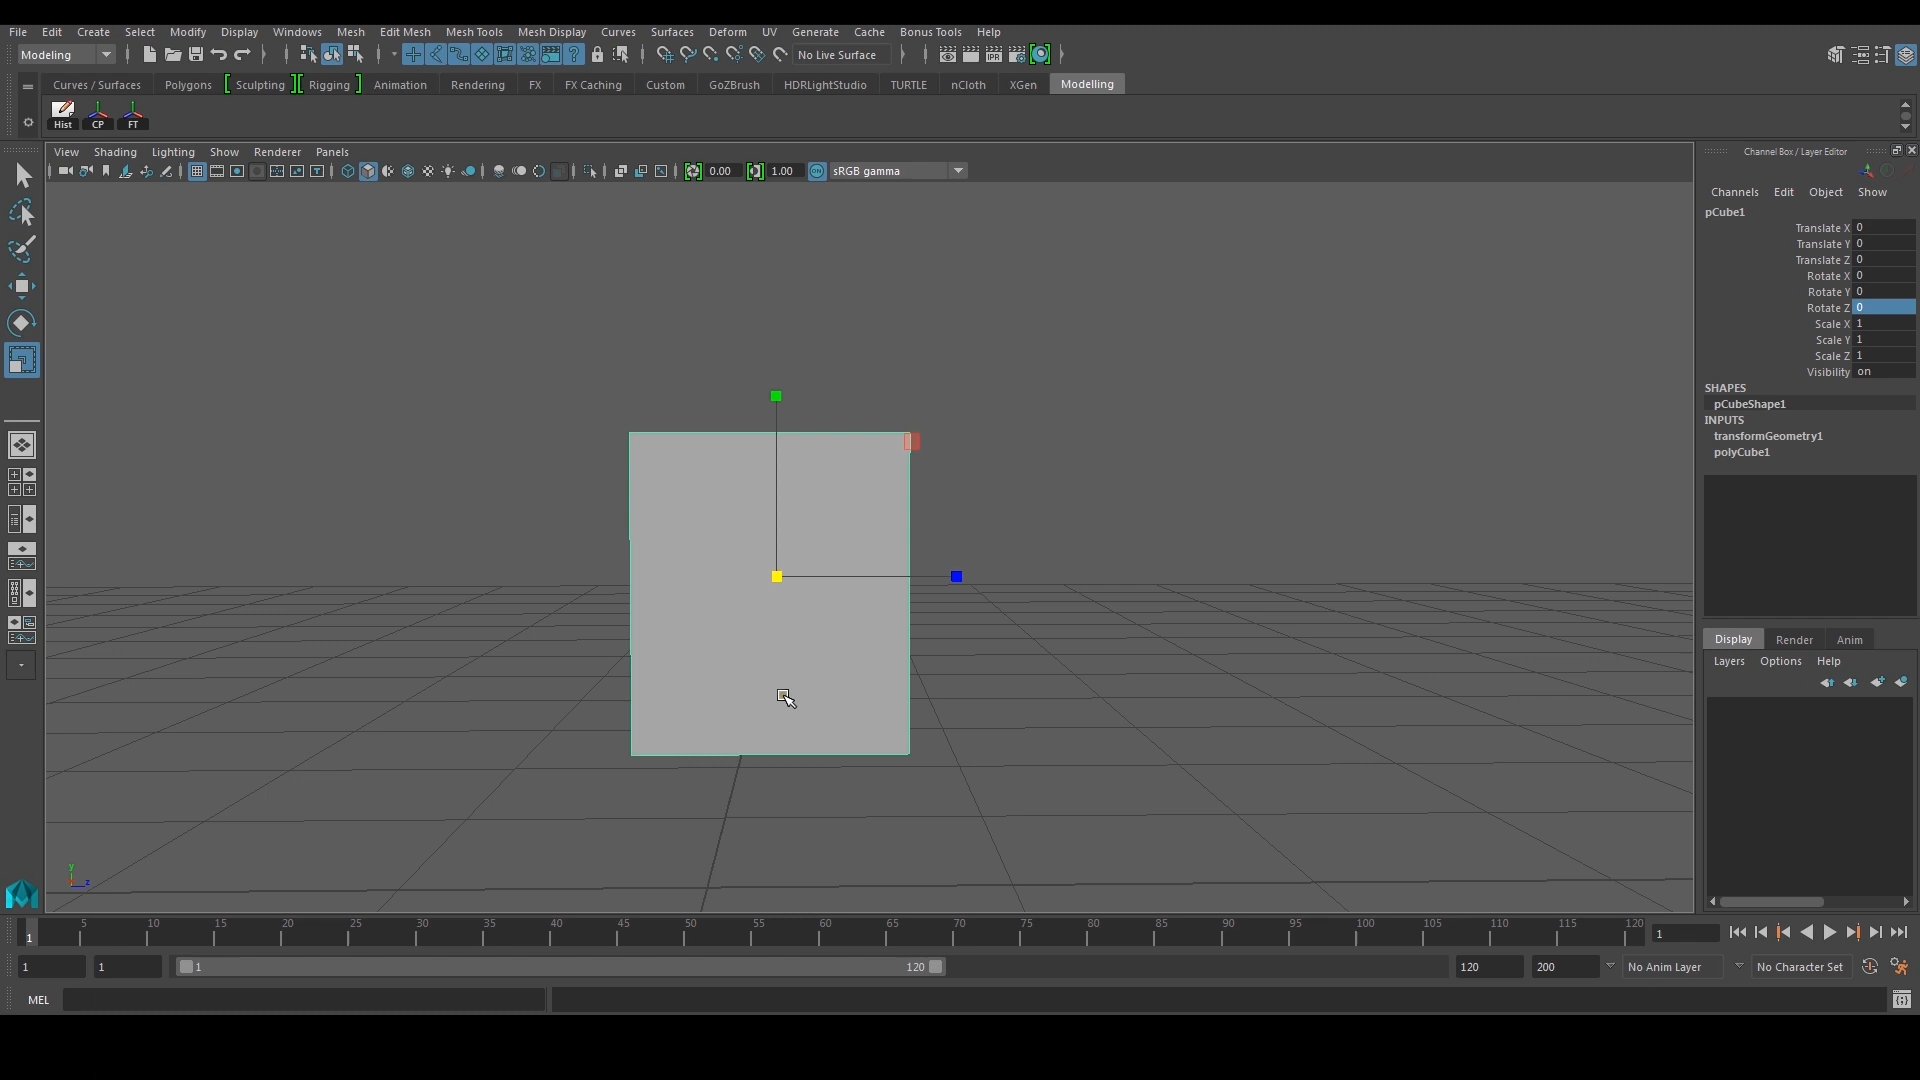 File Edit Create Select Modify Display Windows Mesh Edit Mesh Mesh Tools Mesh Display Curves Surfaces Deform UV Generate Cache Bonus Tools Help
Modeling No Live Surface
Curves / Surfaces Polygons Sculpting Rigging Animation Rendering FX FX Caching Custom GoZBrush HDRLightStudio TURTLE nCloth XGen Modelling
Hist CP FT
View Shading Lighting Show Renderer Panels
0.00 1.00 ON sRGB gamma
Channel Box / Layer Editor
Channels Edit Object Show
pCube1
Translate X 0
Translate Y 0
Translate Z 0
Rotate X 0
Rotate Y 0
Rotate Z 0
Scale X 1
Scale Y 1
Scale Z 1
Visibility on
SHAPES
pCubeShape1
INPUTS
transformGeometry1
polyCube1
Display Render Anim
Layers Options Help
y
z
1 5 10 15 20 25 30 35 40 45 50 55 60 65 70 75 80 85 90 95 100 105 110 115 120 1
1 1 1 120 120 200 No Anim Layer No Character Set
MEL